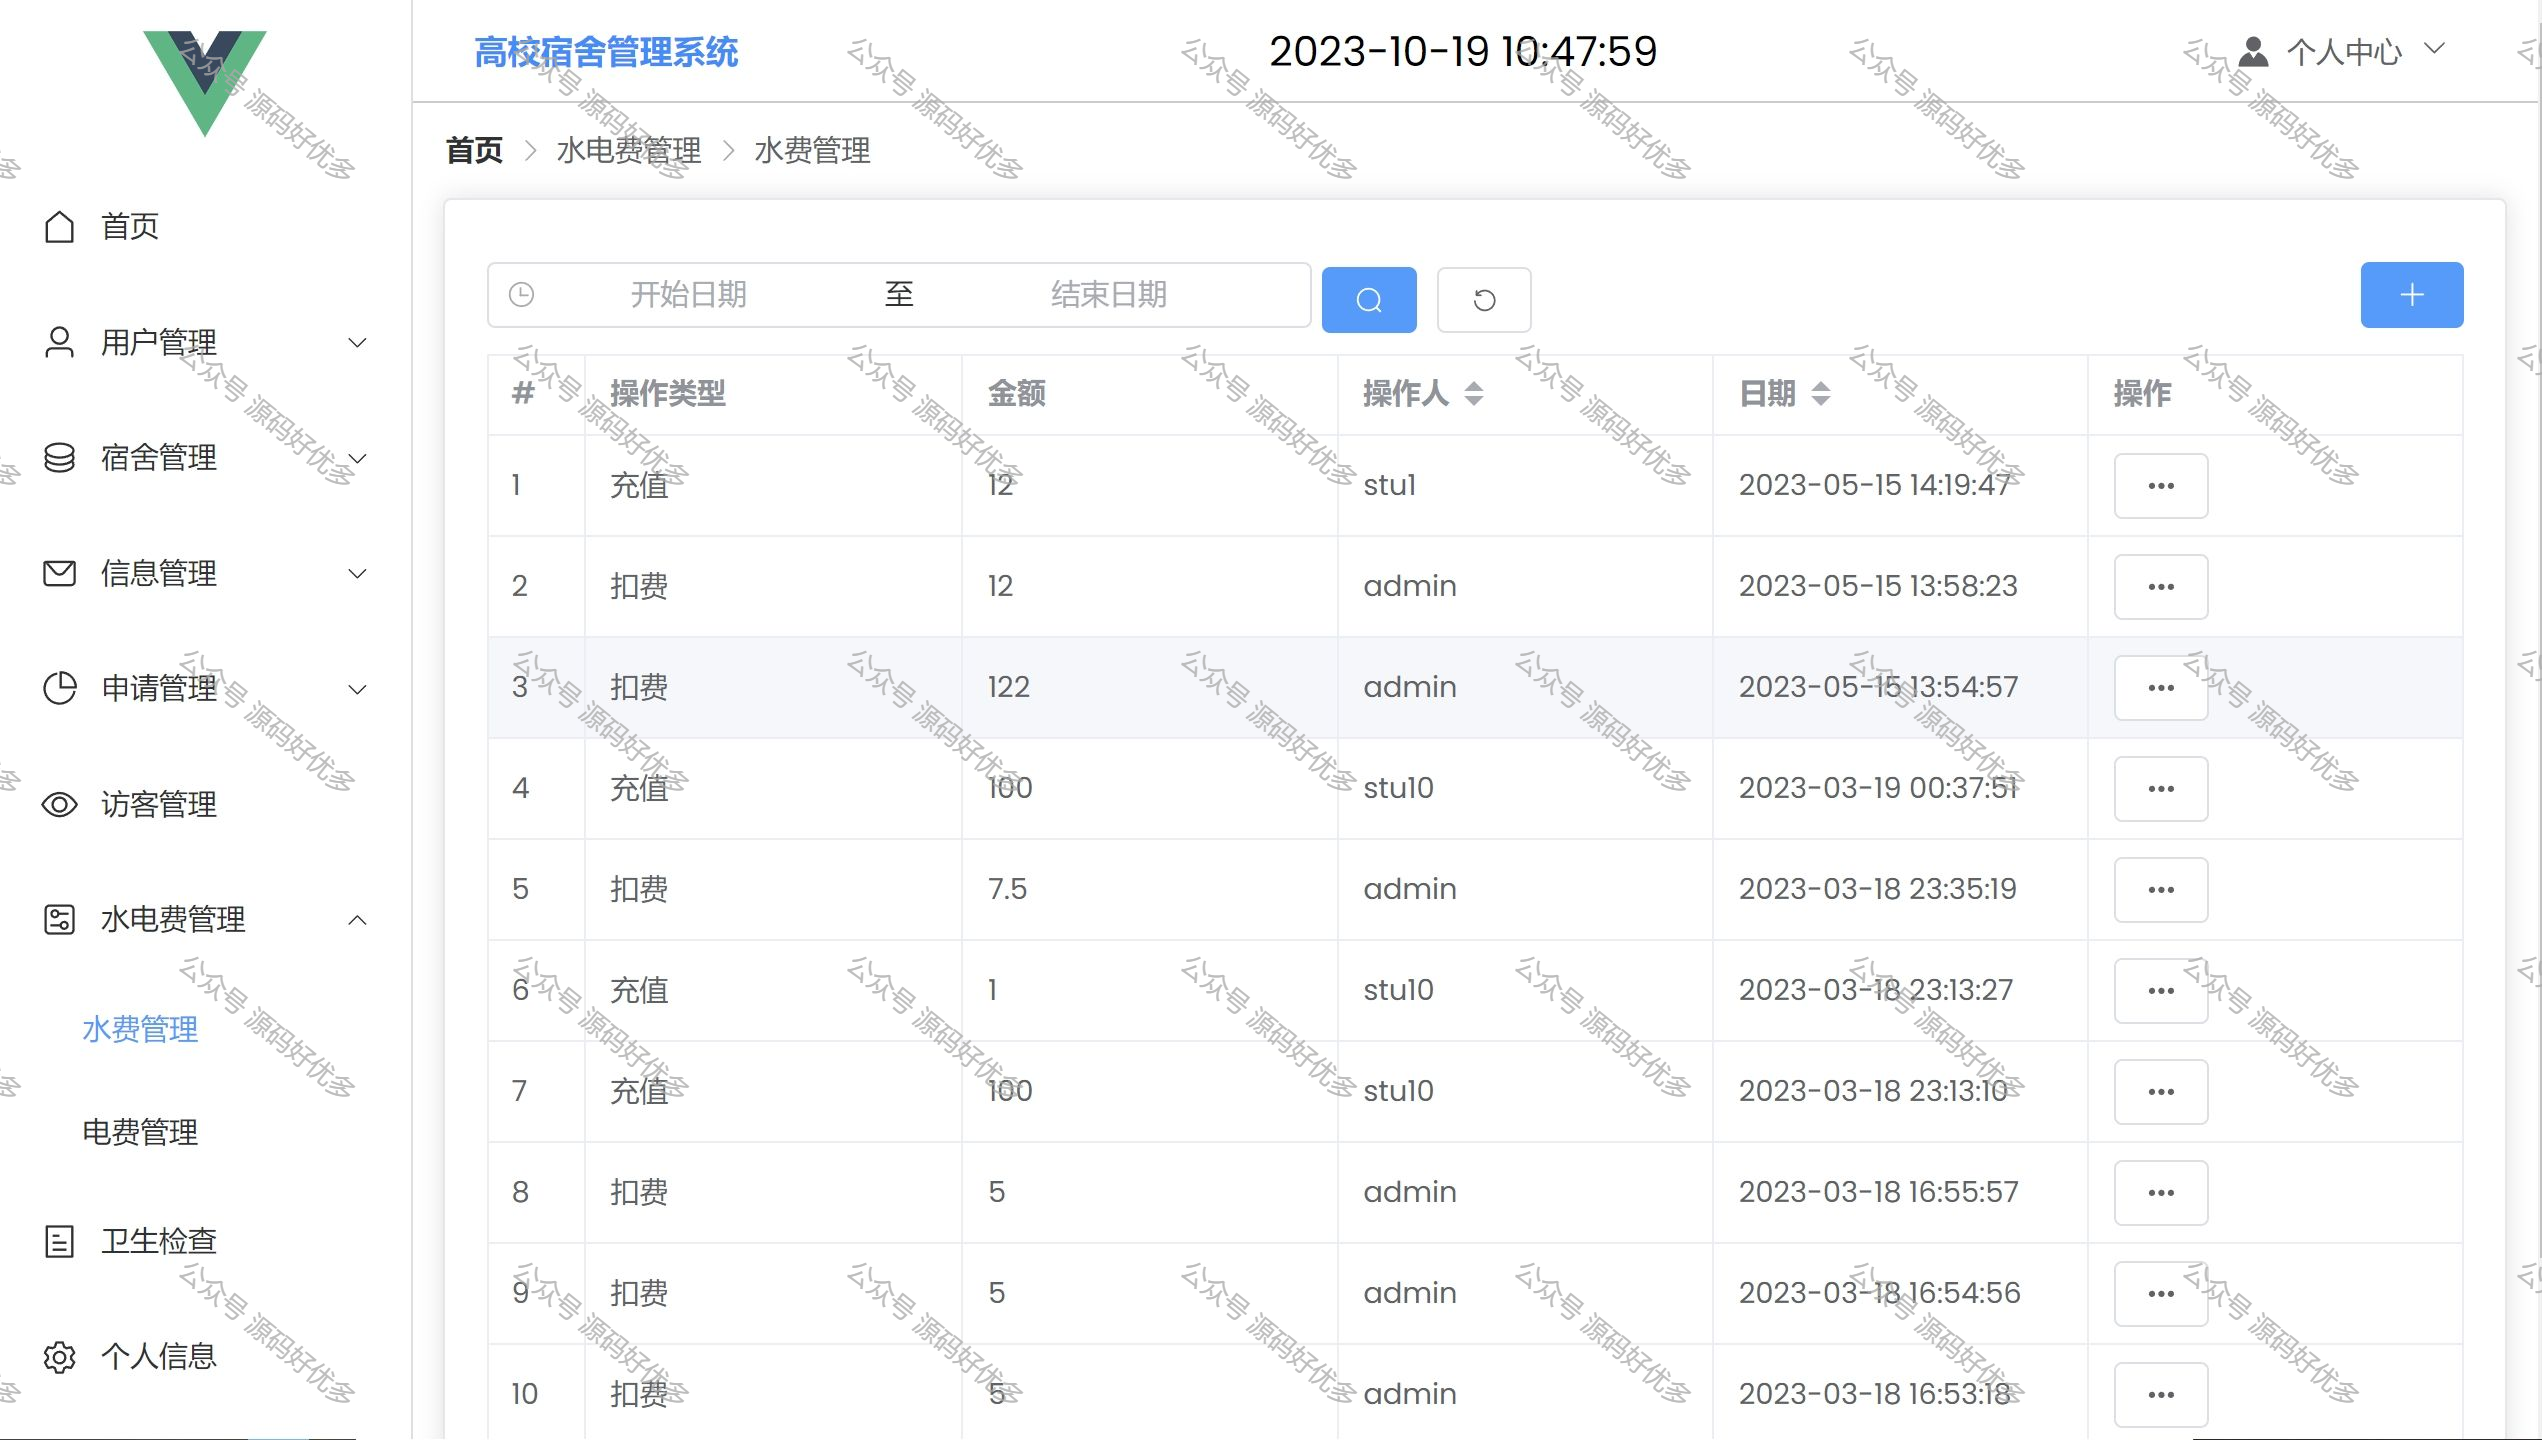 高校宿舍管理系统
2023-10-19 10:47:59
个人中心
首页 水电费管理 水费管理
首页
用户管理
宿舍管理
信息管理
申请管理
访客管理
水电费管理
水费管理
电费管理
卫生检查
个人信息
开始日期 至 结束日期
# 操作类型 金额 操作人 日期 操作
1 充值 12 stu1 2023-05-15 14:19:47
2 扣费 12 admin 2023-05-15 13:58:23
3 扣费 122 admin 2023-05-15 13:54:57
4 充值 100 stu10 2023-03-19 00:37:51
5 扣费 7.5 admin 2023-03-18 23:35:19
6 充值 1 stu10 2023-03-18 23:13:27
7 充值 100 stu10 2023-03-18 23:13:10
8 扣费 5 admin 2023-03-18 16:55:57
9 扣费 5 admin 2023-03-18 16:54:56
10 扣费 5 admin 2023-03-18 16:53:18
公众号 源码好优多